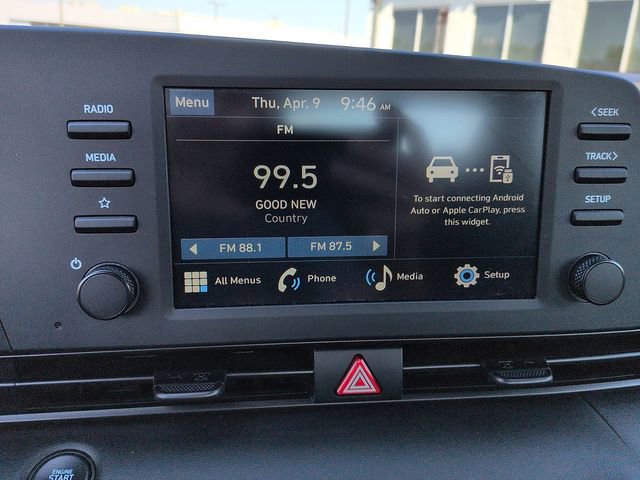 RADIO
MEDIA
Menu
Thu, Apr. 9 9:46 AM
FM
99.5
GOOD NEW
Country
FM 88.1
FM 87.5
To start connecting Android
Auto or Apple CarPlay, press
this widget.
All Menus
Phone
Media
Setup
<SEEK
TRACK>
SETUP
ENGINE
START